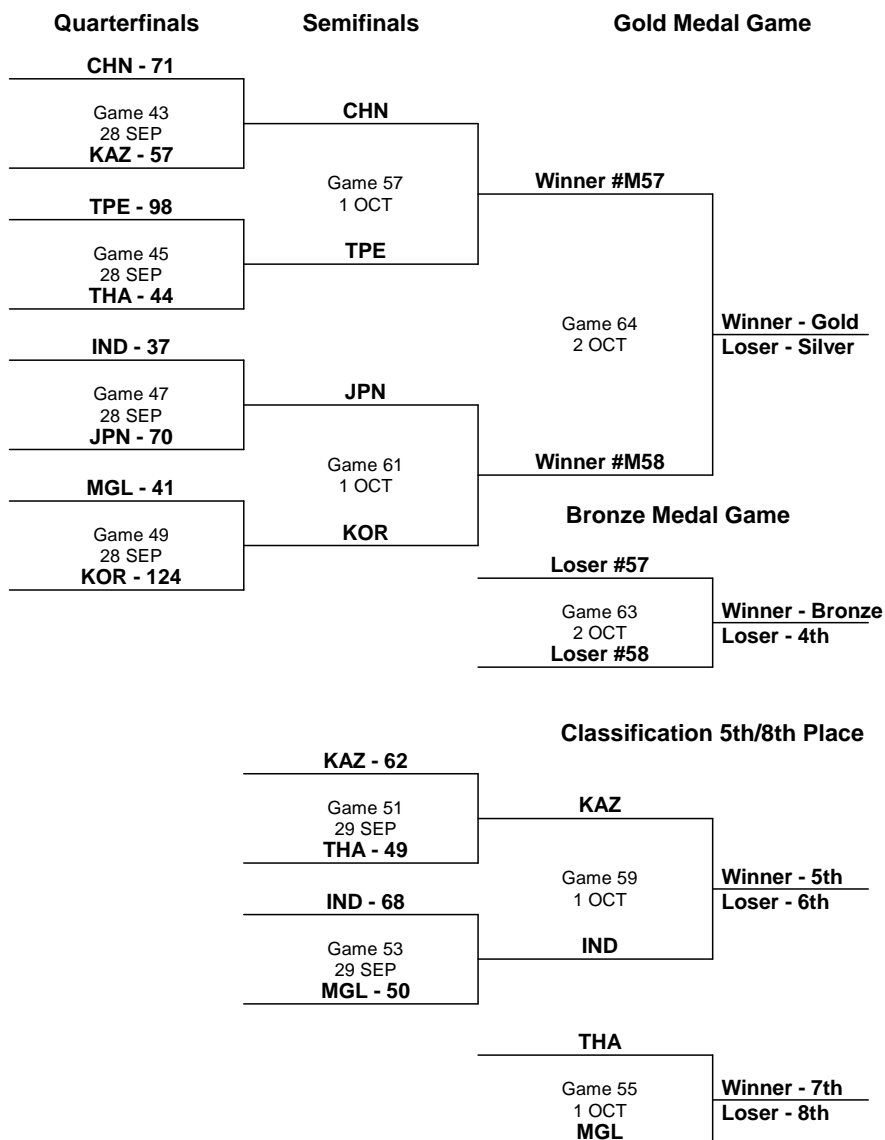 Quarterfinals Semifinals Gold Medal Game
CHN - 71
Game 43
28 SEP
KAZ - 57
CHN
TPE - 98
Game 45
28 SEP
THA - 44
Game 57
1 OCT
TPE
Winner #M57
IND - 37
Game 47
28 SEP
JPN - 70
JPN
Game 64
2 OCT
Winner - Gold
Loser - Silver
MGL - 41
Game 49
28 SEP
KOR - 124
Game 61
1 OCT
KOR
Winner #M58
Bronze Medal Game
Loser #57
Game 63
2 OCT
Loser #58
Winner - Bronze
Loser - 4th
Classification 5th/8th Place
KAZ - 62
Game 51
29 SEP
THA - 49
KAZ
IND - 68
Game 53
29 SEP
MGL - 50
Game 59
1 OCT
IND
Winner - 5th
Loser - 6th
THA
Game 55
1 OCT
MGL
Winner - 7th
Loser - 8th